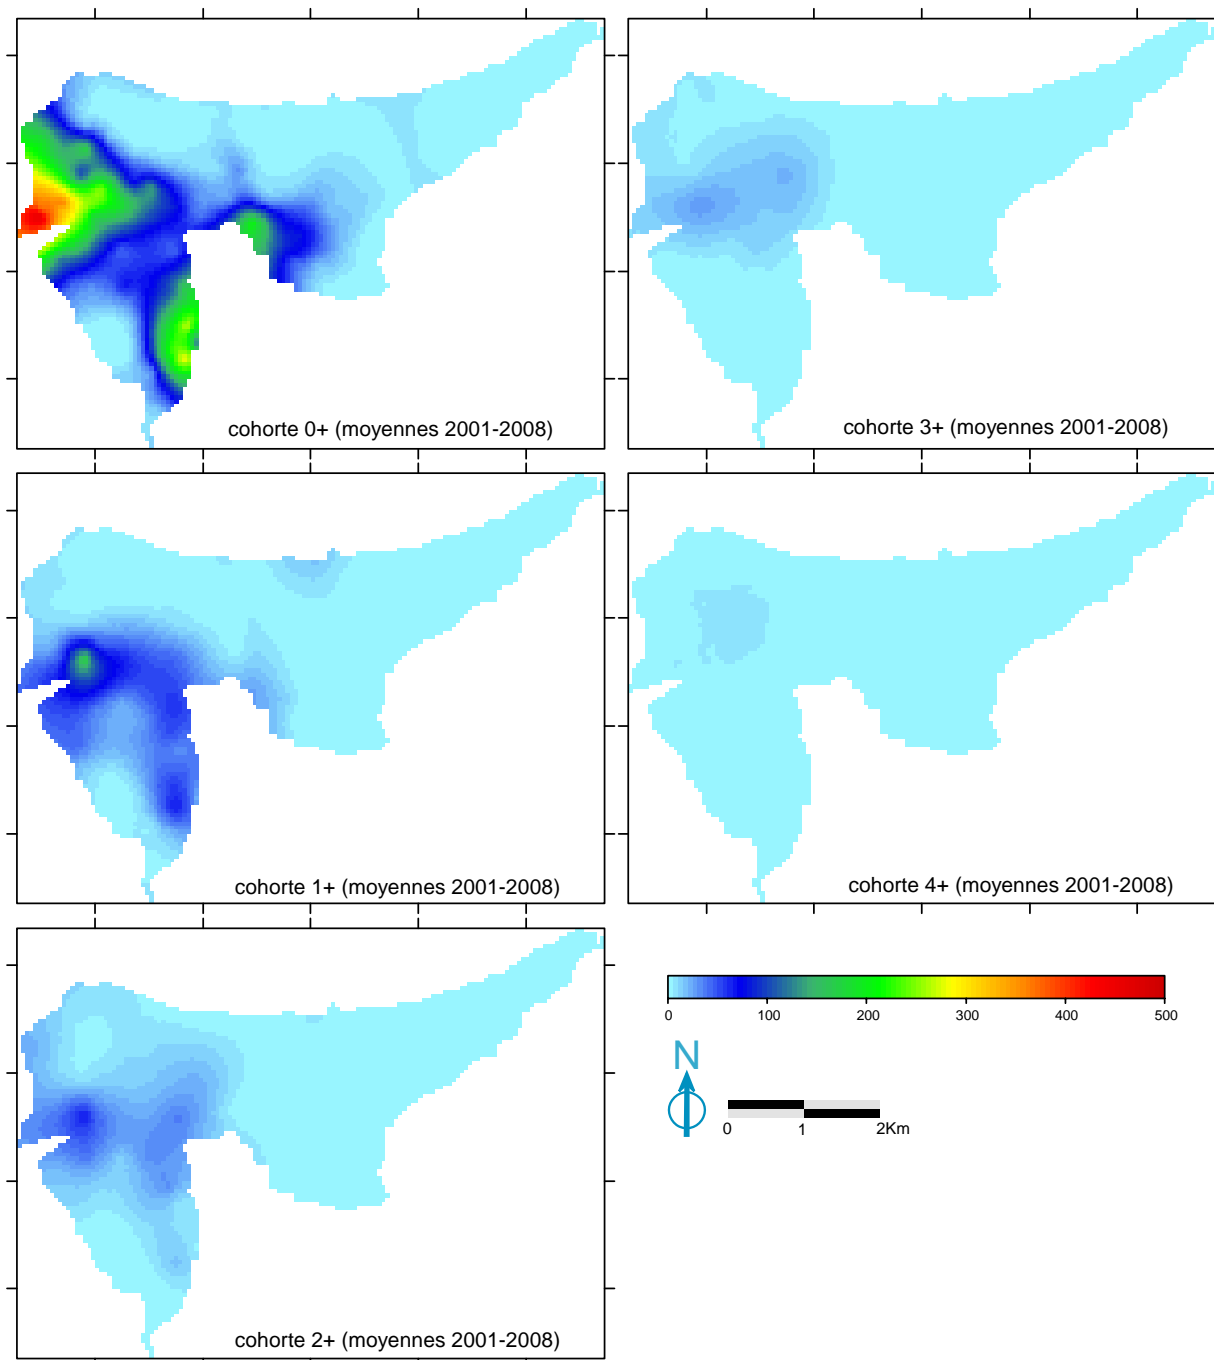 cohorte 0+ (moyennes 2001-2008)
cohorte 3+ (moyennes 2001-2008)
cohorte 1+ (moyennes 2001-2008)
cohorte 4+ (moyennes 2001-2008)
cohorte 2+ (moyennes 2001-2008)
0 100 200 300 400 500
N
0 1 2Km